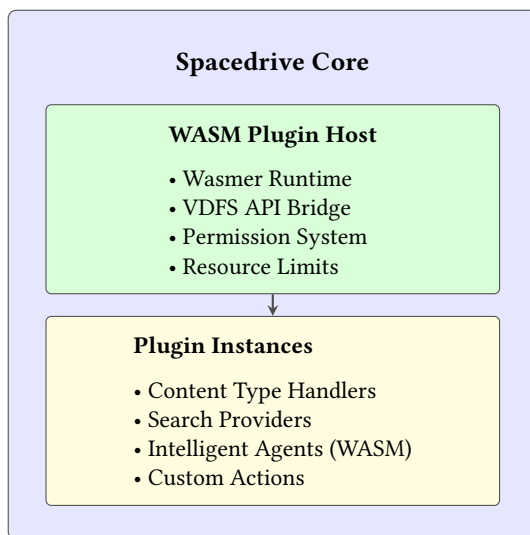 Spacedrive Core
WASM Plugin Host
• Wasmer Runtime
• VDFS API Bridge
• Permission System
• Resource Limits
Plugin Instances
• Content Type Handlers
• Search Providers
• Intelligent Agents (WASM)
• Custom Actions